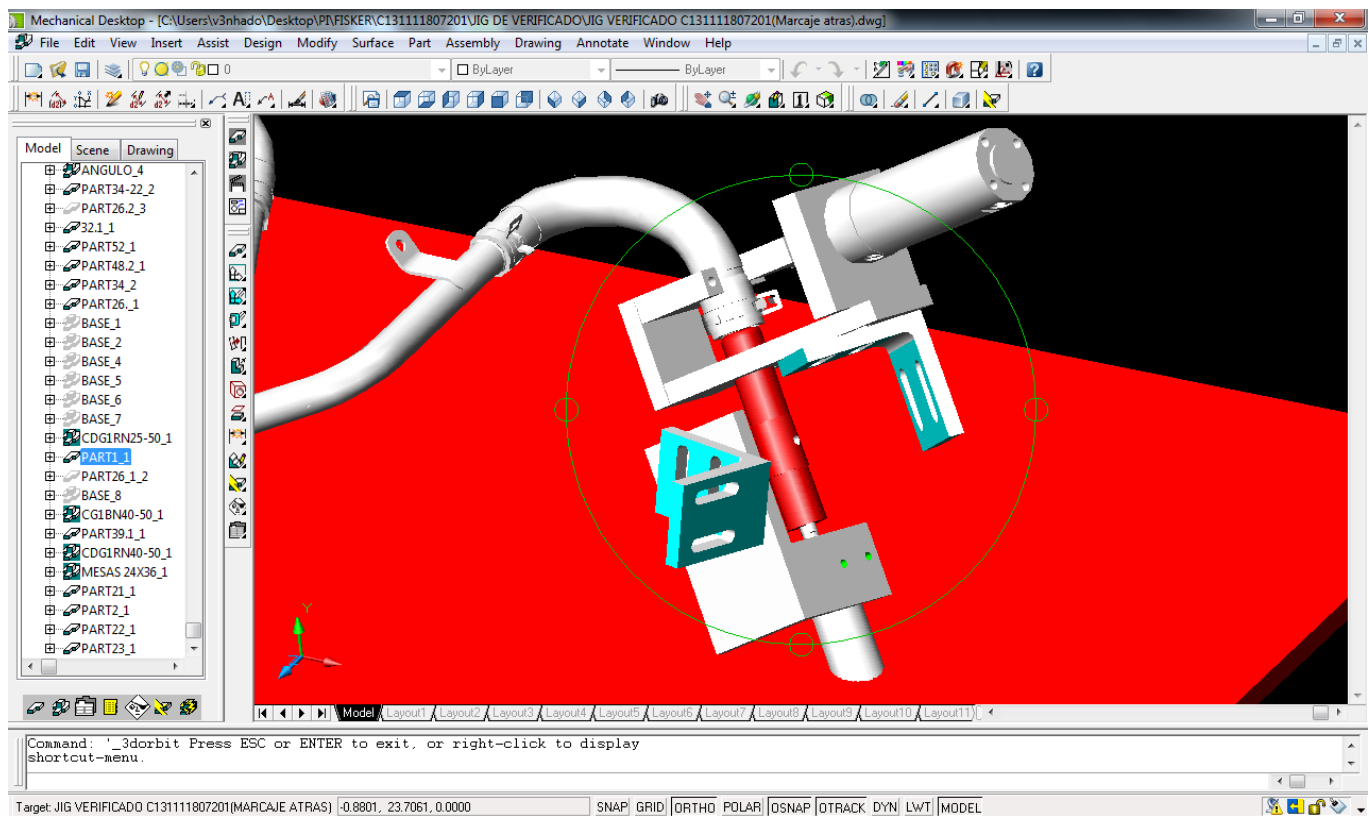 Mechanical Desktop - [C:\Users\v3nhado\Desktop\PI\FISKER\C131111807201\JIG DE VERIFICADO\JIG VERIFICADO C131111807201(Marcaje atras).dwg]
File Edit View Insert Assist Design Modify Surface Part Assembly Drawing Annotate Window Help
0 ByLayer ByLayer
Model Scene Drawing
ANGULO_4
PART34-22_2
PART26.2_3
32.1_1
PART52_1
PART48.2_1
PART34_2
PART26._1
BASE_1
BASE_2
BASE_4
BASE_5
BASE_6
BASE_7
CDG1RN25-50_1
PART1_1
PART26_1_2
BASE_8
CG1BN40-50_1
PART39.1_1
CDG1RN40-50_1
MESAS 24X36_1
PART21_1
PART2_1
PART22_1
PART23_1
Y
Model Layout1 Layout2 Layout3 Layout4 Layout5 Layout6 Layout7 Layout8 Layout9 Layout10 Layout11
Command: '_3dorbit Press ESC or ENTER to exit, or right-click to display
shortcut-menu.
Target: JIG VERIFICADO C131111807201(MARCAJE ATRAS) -0.8801, 23.7061, 0.0000 SNAP GRID ORTHO POLAR OSNAP OTRACK DYN LWT MODEL